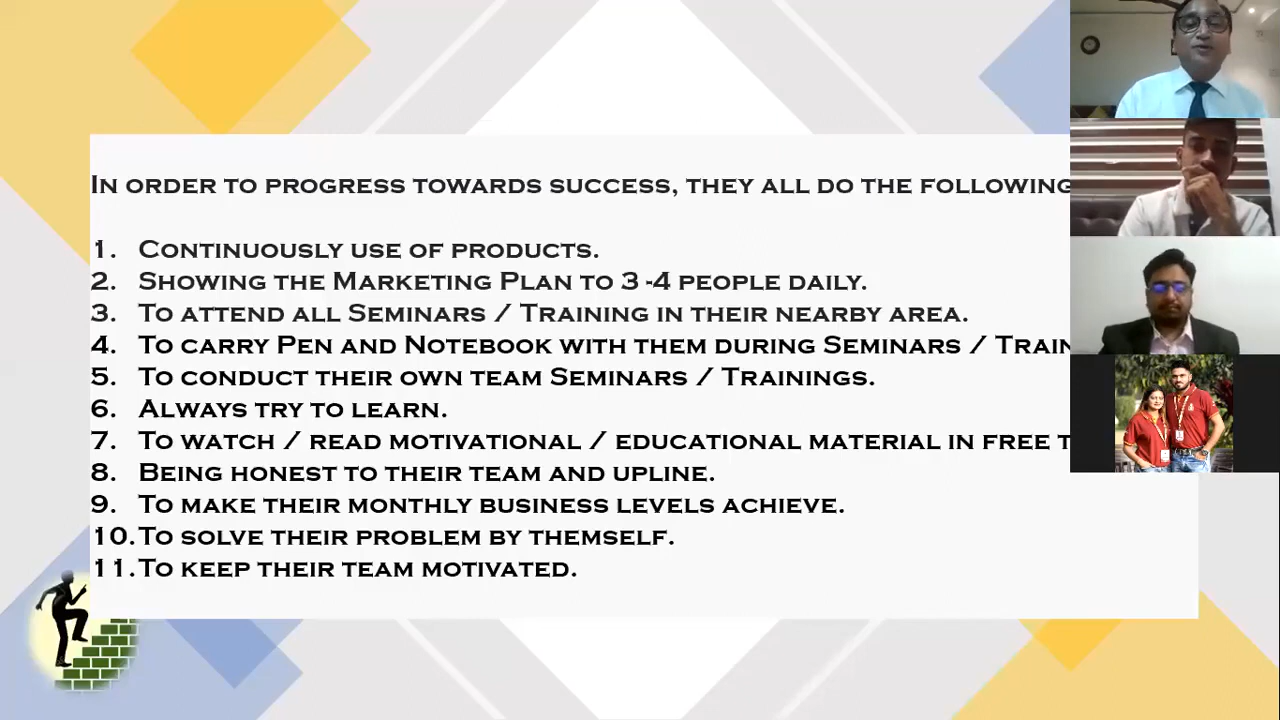 In order to progress towards success, they all do the following
1. Continuously use of products.
2. Showing the Marketing Plan to 3 -4 people daily.
3. To attend all Seminars / Training in their nearby area.
4. To carry Pen and Notebook with them during Seminars /
5. To conduct their own team Seminars / Trainings.
6. Always try to learn.
7. To watch / read motivational / educational material in free
8. Being honest to their team and upline.
9. To make their monthly business levels achieve.
10. To solve their problem by themself.
11. To keep their team motivated.